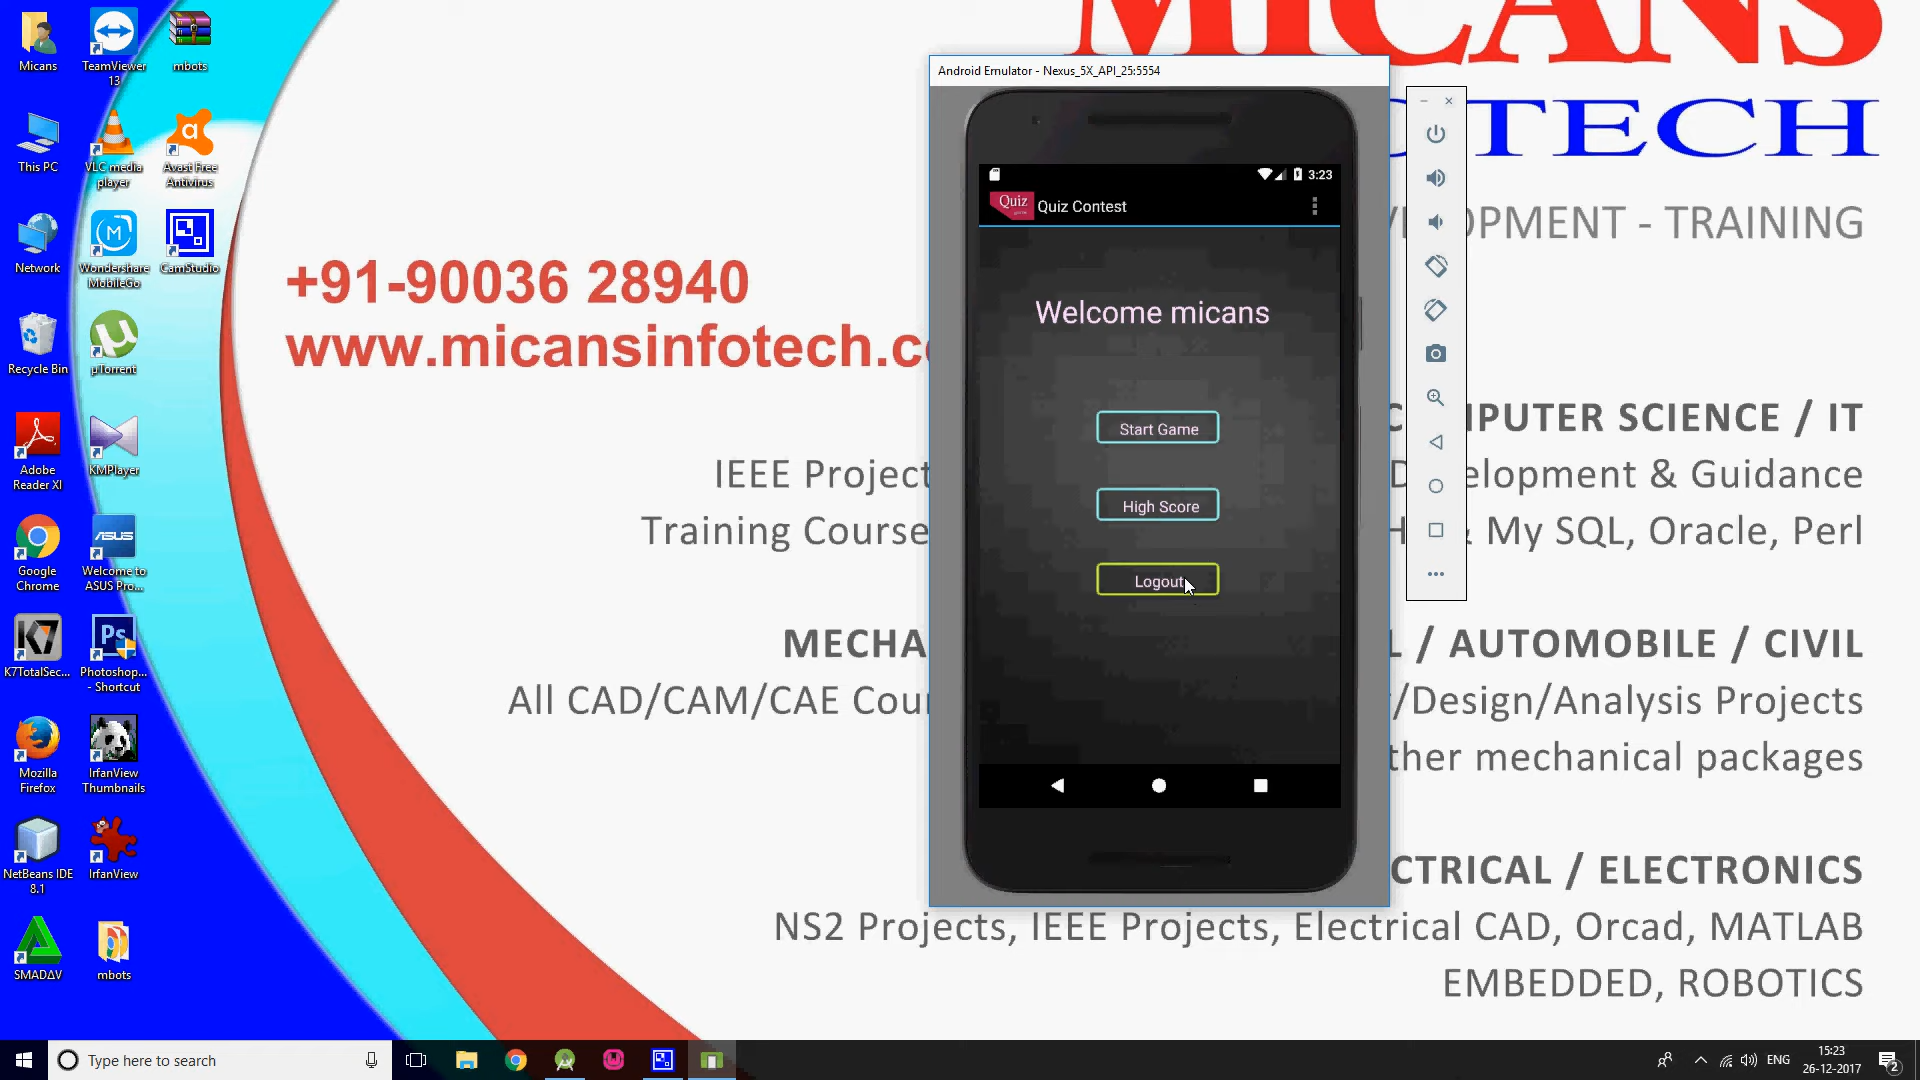 Micans
TeamViewer
13
mbots
This PC
VLC media
player
Avast Free
Antivirus
Network
Wondershare
MobileGo
CamStudio
Recycle Bin
µTorrent
Adobe
Reader XI
KMPlayer
Google
Chrome
ASUS
Welcome to
ASUS Pro...
K7TotalSec...
Photoshop...
- Shortcut
Mozilla
Firefox
IrfanView
Thumbnails
NetBeans IDE
8.1
IrfanView
SMADΔV
mbots
MICANS
TECH
OPMENT - TRAINING
+91-90036 28940
www.micansinfotech.c
PUTER SCIENCE / IT
IEEE Project
elopment & Guidance
Training Course
& My SQL, Oracle, Perl
MECHA
L / AUTOMOBILE / CIVIL
All CAD/CAM/CAE Cou
/Design/Analysis Projects
ther mechanical packages
CTRICAL / ELECTRONICS
NS2 Projects, IEEE Projects, Electrical CAD, Orcad, MATLAB
EMBEDDED, ROBOTICS
Android Emulator - Nexus_5X_API_25:5554
3:23
Quiz
Quiz Contest
Welcome micans
Start Game
High Score
Logout
Type here to search
ENG
15:23
26-12-2017
2